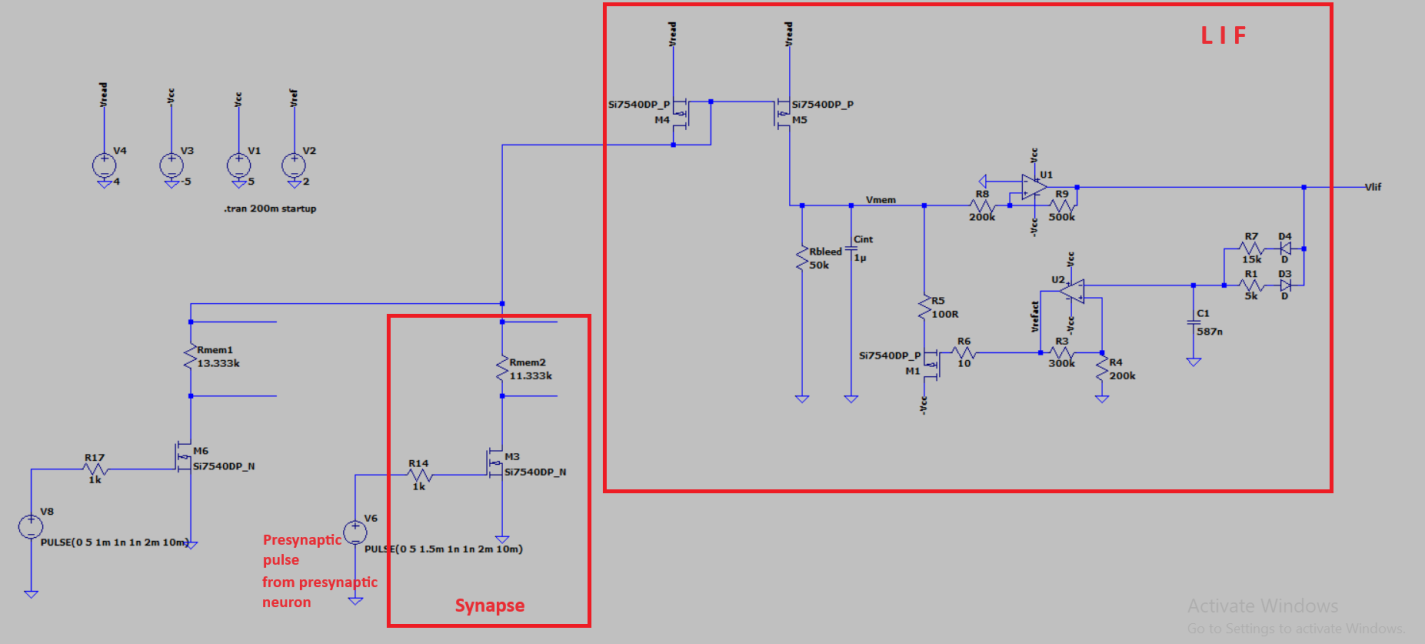 L I F
Vread
Vread
Si7540DP_P
M4
Si7540DP_P
M5
Vread
-Vcc
Vcc
Vref
V4
4
V3
-5
V1
5
V2
2
.tran 200m startup
Vcc
U1
-Vcc
Vmem
R8
200k
R9
500k
Vlif
Rbleed
50k
Cint
1µ
R7
15k
D4
D
R1
5k
D3
D
Vcc
U2
-Vcc
Vrefact
C1
587n
R5
100R
R6
10
R3
300k
R4
200k
Si7540DP_P
M1
-Vcc
Rmem1
13.333k
Rmem2
11.333k
R17
1k
M6
Si7540DP_N
R14
1k
M3
Si7540DP_N
V8
PULSE(0 5 1m 1n 1n 2m 10m)
V6
PULSE(0 5 1.5m 1n 1n 2m 10m)
Presynaptic
pulse
from presynaptic
neuron
Synapse
Activate Windows
Go to Settings to activate Windows.